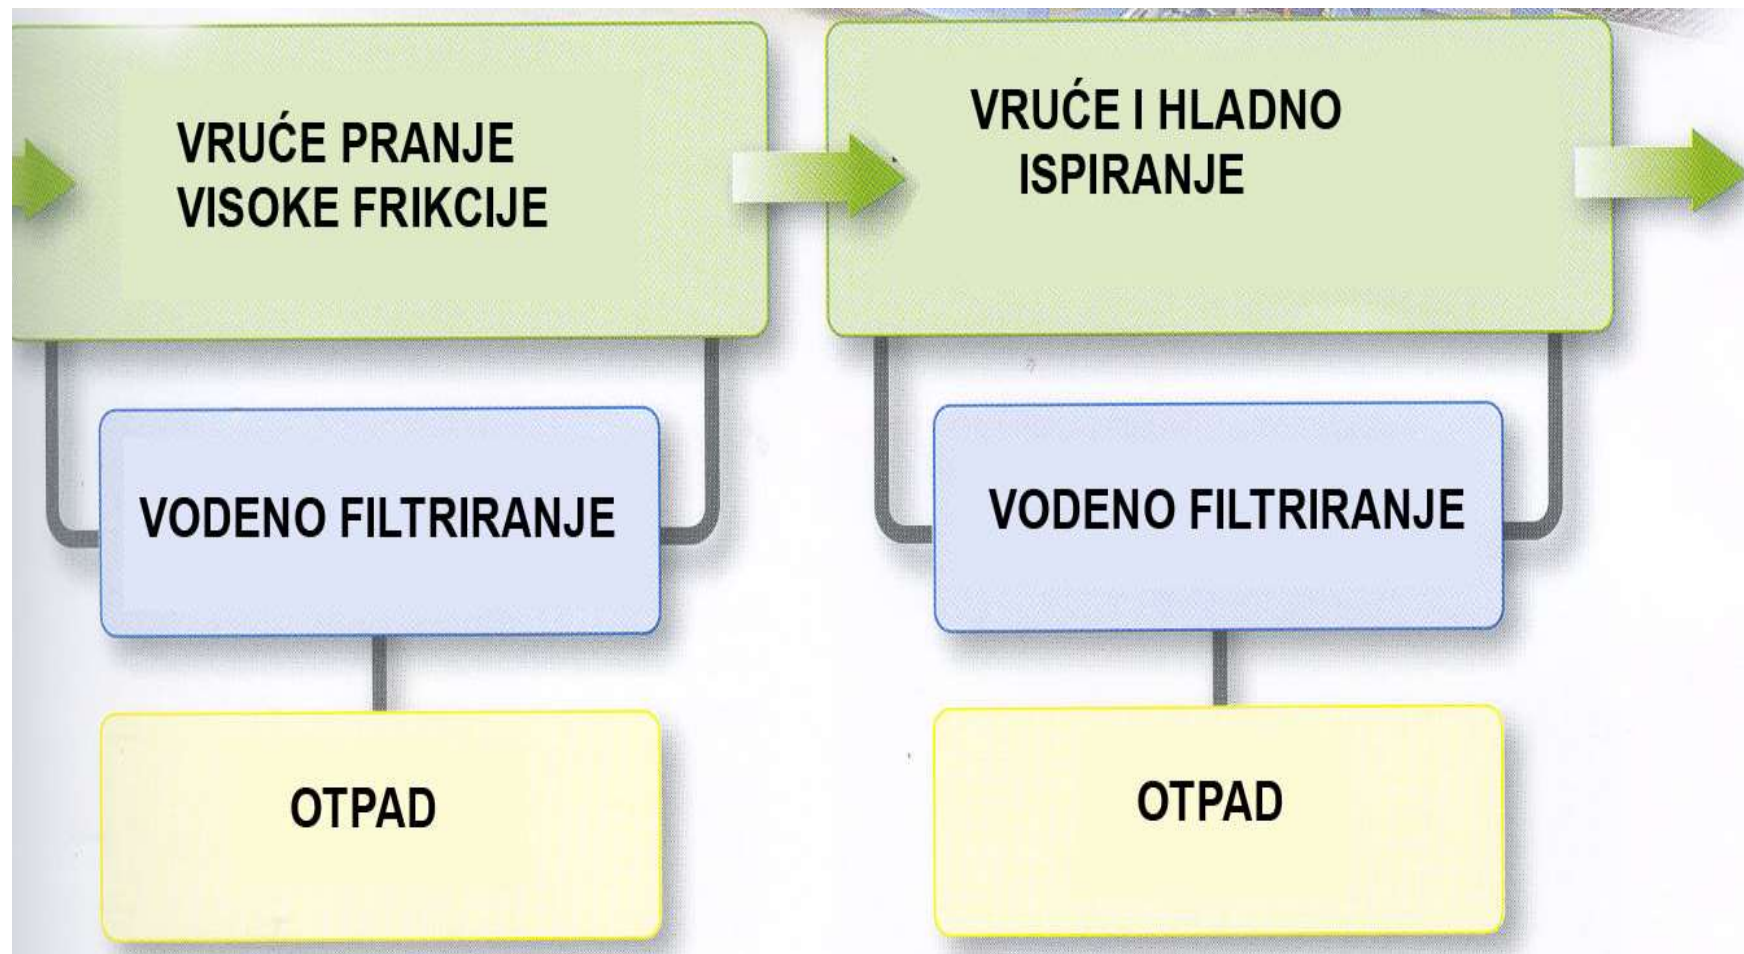 VRUĆE PRANJE
VISOKE FRIKCIJE
VRUĆE I HLADNO
ISPIRANJE
VODENO FILTRIRANJE
VODENO FILTRIRANJE
OTPAD
OTPAD